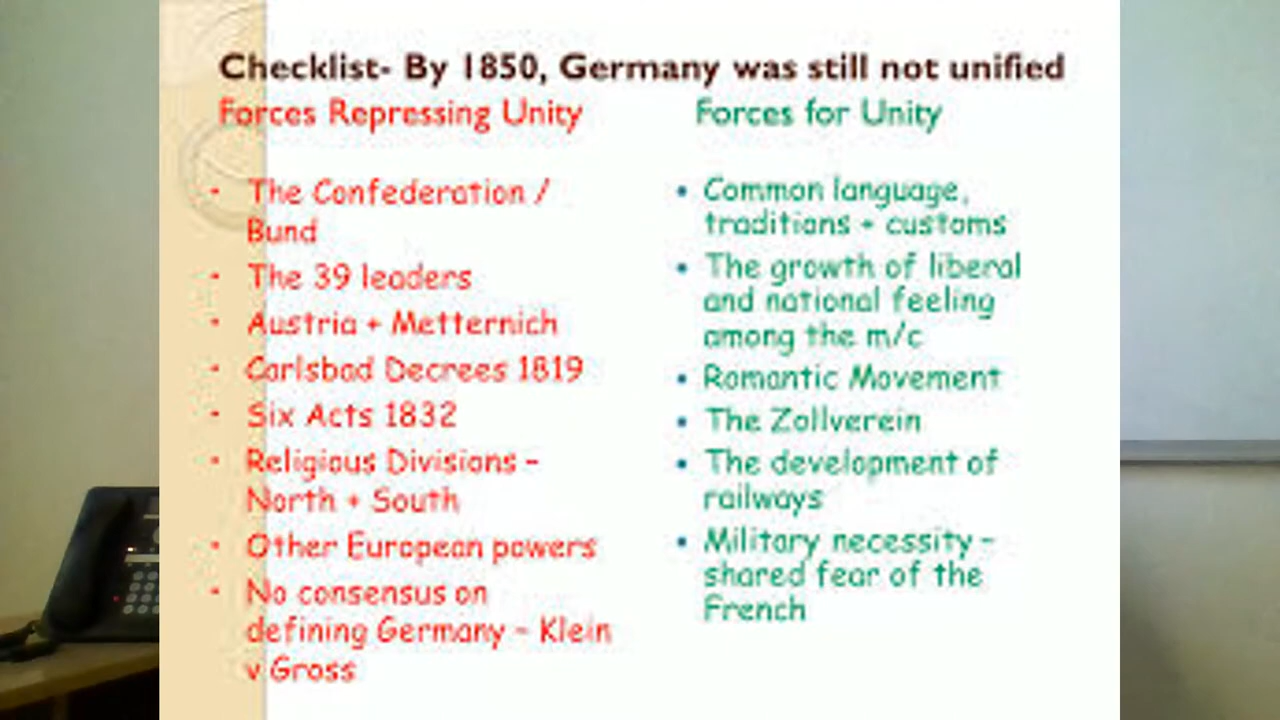 Checklist- By 1850, Germany was still not unified
Forces Repressing Unity
• The Confederation /
Bund
• The 39 leaders
• Austria + Metternich
• Carlsbad Decrees 1819
• Six Acts 1832
• Religious Divisions –
North + South
• Other European powers
• No consensus on
defining Germany – Klein
v Gross
Forces for Unity
• Common language,
traditions + customs
• The growth of liberal
and national feeling
among the m/c
• Romantic Movement
• The Zollverein
• The development of
railways
• Military necessity –
shared fear of the
French